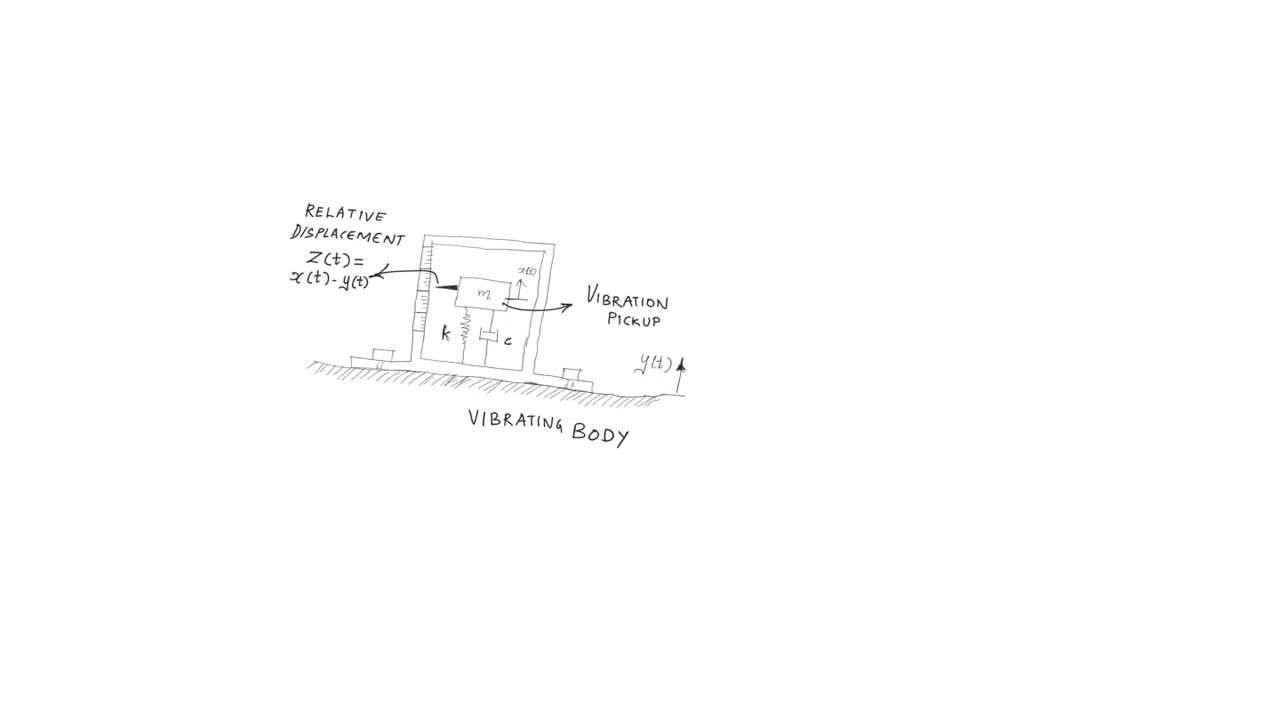 RELATIVE
DISPLACEMENT
Z(t)=
x(t)-y(t)
x(t)
m
VIBRATION
PICKUP
k
c
y(t)
VIBRATING BODY